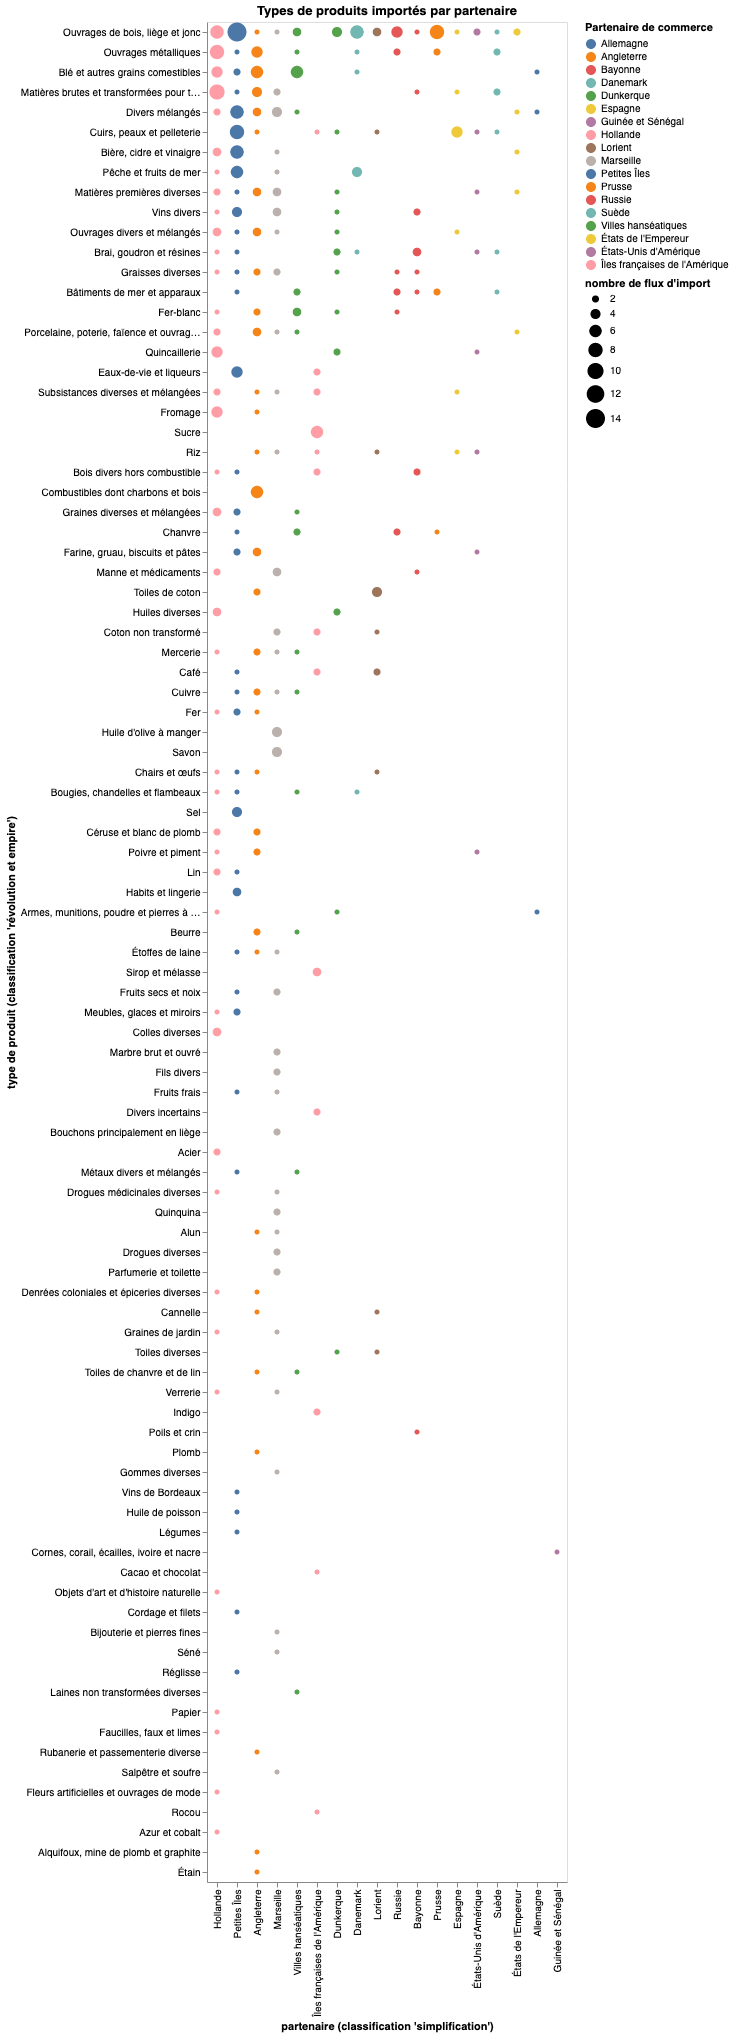 Types de produits importés par partenaire
type de produit (classification 'révolution et empire')
Ouvrages de bois, liège et jonc
Ouvrages métalliques
Blé et autres grains comestibles
Matières brutes et transformées pour t…
Divers mélangés
Cuirs, peaux et pelleterie
Bière, cidre et vinaigre
Pêche et fruits de mer
Matières premières diverses
Vins divers
Ouvrages divers et mélangés
Brai, goudron et résines
Graisses diverses
Bâtiments de mer et apparaux
Fer-blanc
Porcelaine, poterie, faïence et ouvrag…
Quincaillerie
Eaux-de-vie et liqueurs
Subsistances diverses et mélangées
Fromage
Sucre
Riz
Bois divers hors combustible
Combustibles dont charbons et bois
Graines diverses et mélangées
Chanvre
Farine, gruau, biscuits et pâtes
Manne et médicaments
Toiles de coton
Huiles diverses
Coton non transformé
Mercerie
Café
Cuivre
Fer
Huile d'olive à manger
Savon
Chairs et œufs
Bougies, chandelles et flambeaux
Sel
Céruse et blanc de plomb
Poivre et piment
Lin
Habits et lingerie
Armes, munitions, poudre et pierres à …
Beurre
Étoffes de laine
Sirop et mélasse
Fruits secs et noix
Meubles, glaces et miroirs
Colles diverses
Marbre brut et ouvré
Fils divers
Fruits frais
Divers incertains
Bouchons principalement en liège
Acier
Métaux divers et mélangés
Drogues médicinales diverses
Quinquina
Alun
Drogues diverses
Parfumerie et toilette
Denrées coloniales et épiceries diverses
Cannelle
Graines de jardin
Toiles diverses
Toiles de chanvre et de lin
Verrerie
Indigo
Poils et crin
Plomb
Gommes diverses
Vins de Bordeaux
Huile de poisson
Légumes
Cornes, corail, écailles, ivoire et nacre
Cacao et chocolat
Objets d'art et d'histoire naturelle
Cordage et filets
Bijouterie et pierres fines
Séné
Réglisse
Laines non transformées diverses
Papier
Faucilles, faux et limes
Rubanerie et passementerie diverse
Salpêtre et soufre
Fleurs artificielles et ouvrages de mode
Rocou
Azur et cobalt
Alquifoux, mine de plomb et graphite
Étain
Hollande
Petites Îles
Angleterre
Marseille
Villes hanséatiques
Îles françaises de l'Amérique
Dunkerque
Danemark
Lorient
Russie
Bayonne
Prusse
Espagne
États-Unis d'Amérique
Suède
États de l'Empereur
Allemagne
Guinée et Sénégal
partenaire (classification 'simplification')
Partenaire de commerce
Allemagne
Angleterre
Bayonne
Danemark
Dunkerque
Espagne
Guinée et Sénégal
Hollande
Lorient
Marseille
Petites Îles
Prusse
Russie
Suède
Villes hanséatiques
États de l'Empereur
États-Unis d'Amérique
Îles françaises de l'Amérique
nombre de flux d'import
2
4
6
8
10
12
14